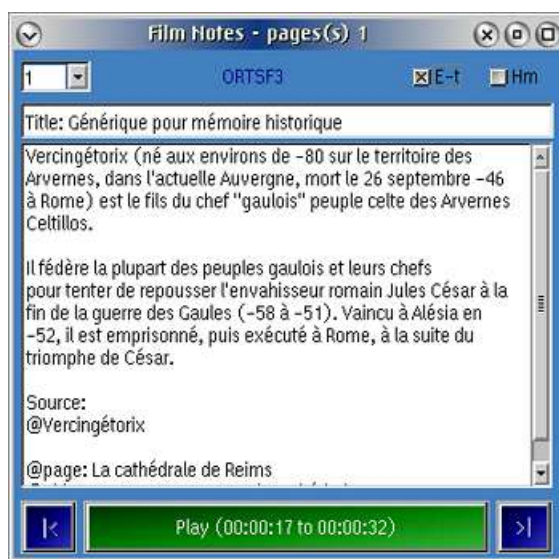 Film Notes - pages(s) 1
1 ORTSF3 E-t Hm
Title: Générique pour mémoire historique
Vercingétorix (né aux environs de -80 sur le territoire des
Arvernes, dans l'actuelle Auvergne, mort le 26 septembre -46
à Rome) est le fils du chef "gaulois" peuple celte des Arvernes
Celtillos.
Il fédère la plupart des peuples gaulois et leurs chefs
pour tenter de repousser l'envahisseur romain Jules César à la
fin de la guerre des Gaules (-58 à -51). Vaincu à Alésia en
-52, il est emprisonné, puis exécuté à Rome, à la suite du
triomphe de César.
Source:
@Vercingétorix
@page: La cathédrale de Reims
Play (00:00:17 to 00:00:32)